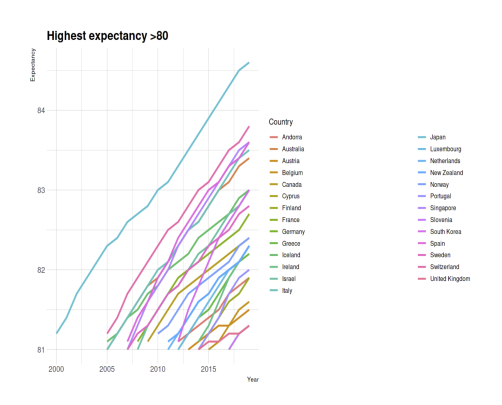 Highest expectancy >80
Expectancy
84
83
82
81
2000
2005
2010
2015
Year
Country
Andorra
Australia
Austria
Belgium
Canada
Cyprus
Finland
France
Germany
Greece
Iceland
Ireland
Israel
Italy
Japan
Luxembourg
Netherlands
New Zealand
Norway
Portugal
Singapore
Slovenia
South Korea
Spain
Sweden
Switzerland
United Kingdom